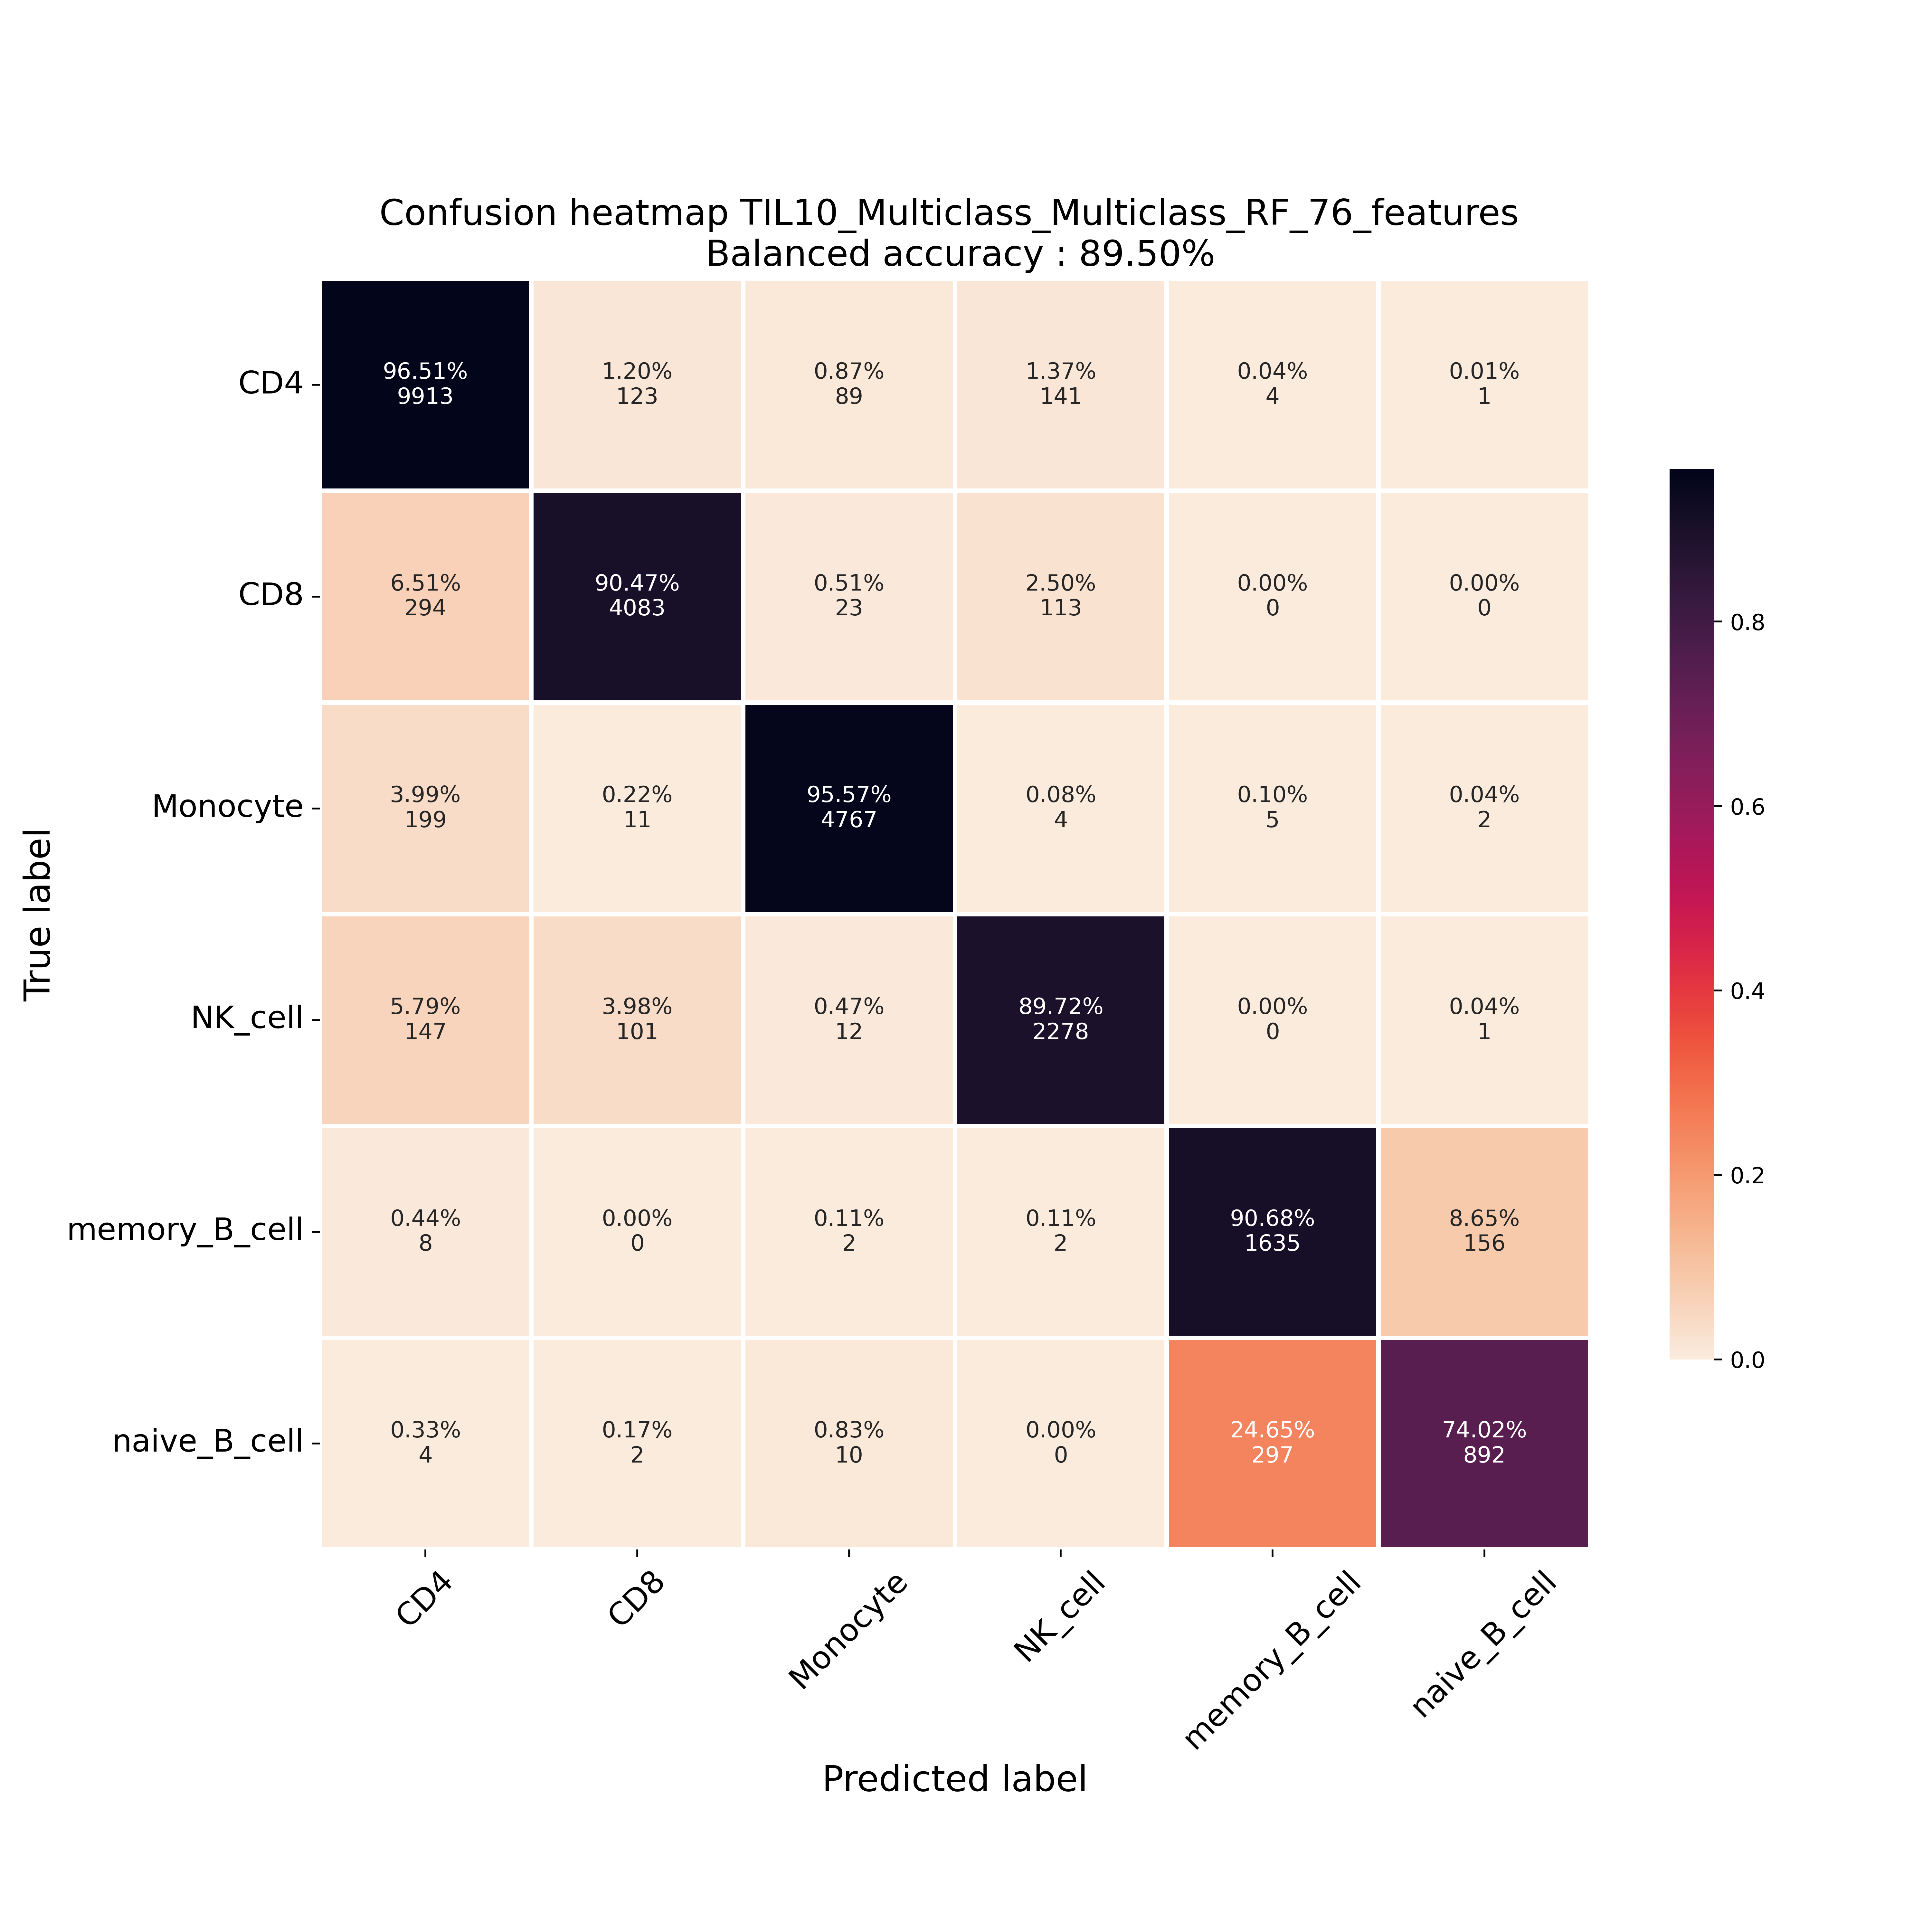 Confusion heatmap TIL10_Multiclass_Multiclass_RF_76_features
Balanced accuracy : 89.50%
True label
CD4
96.51% 1.20% 0.87% 1.37% 0.04% 0.01%
9913 123 89 141 4 1
CD8
6.51% 90.47% 0.51% 2.50% 0.00% 0.00%
294 4083 23 113 0 0
Monocyte
3.99% 0.22% 95.57% 0.08% 0.10% 0.04%
199 11 4767 4 5 2
NK_cell
5.79% 3.98% 0.47% 89.72% 0.00% 0.04%
147 101 12 2278 0 1
memory_B_cell
0.44% 0.00% 0.11% 0.11% 90.68% 8.65%
8 0 2 2 1635 156
naive_B_cell
0.33% 0.17% 0.83% 0.00% 24.65% 74.02%
4 2 10 0 297 892
CD4 CD8 Monocyte NK_cell memory_B_cell naive_B_cell
Predicted label
0.8
0.6
0.4
0.2
0.0